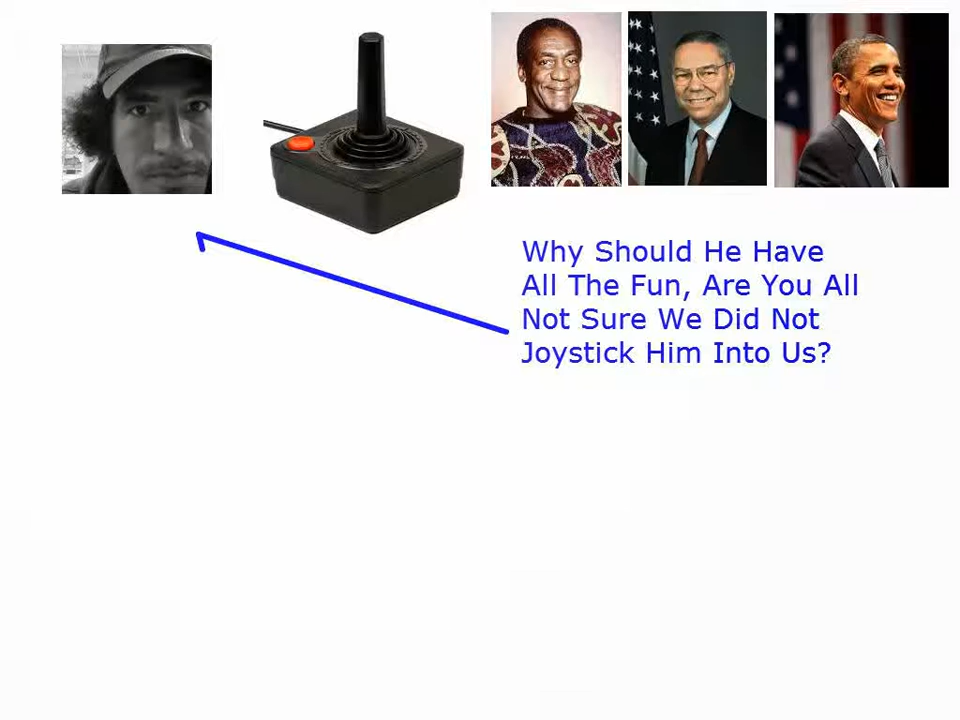 Why Should He Have
All The Fun, Are You All
Not Sure We Did Not
Joystick Him Into Us?